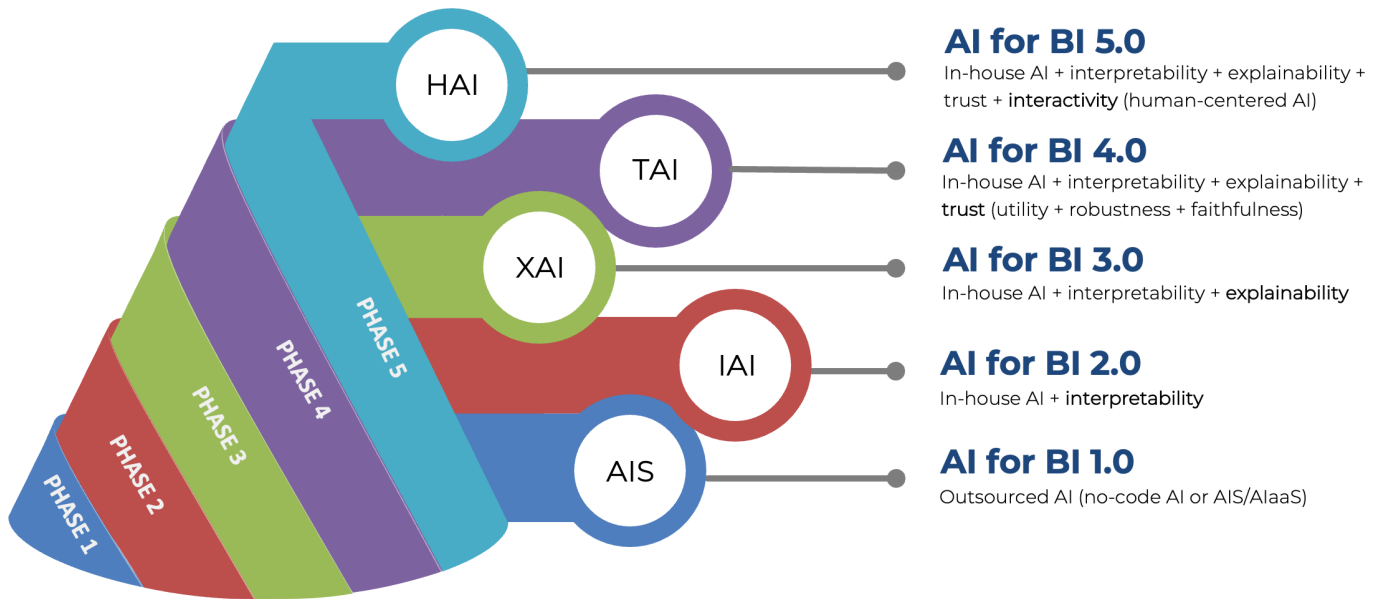 HAI
AI for BI 5.0
In-house AI + interpretability + explainability +
trust + interactivity (human-centered AI)
TAI
AI for BI 4.0
In-house AI + interpretability + explainability +
trust (utility + robustness + faithfulness)
XAI
AI for BI 3.0
In-house AI + interpretability + explainability
IAI
AI for BI 2.0
In-house AI + interpretability
AIS
AI for BI 1.0
Outsourced AI (no-code AI or AIS/AIaaS)
PHASE 1
PHASE 2
PHASE 3
PHASE 4
PHASE 5